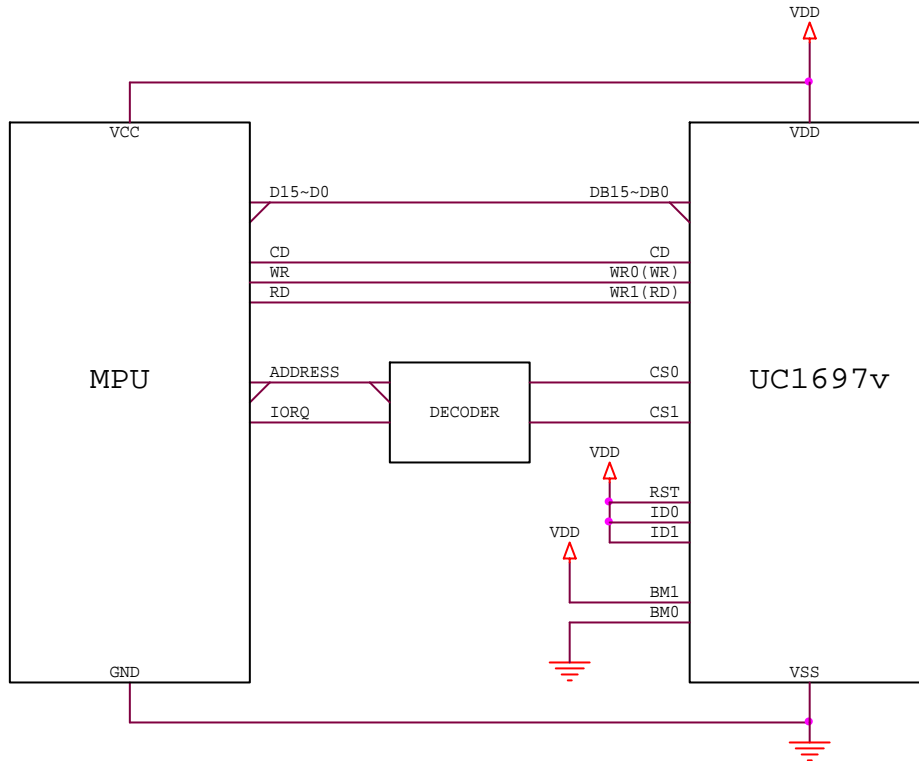 VDD
VCC VDD
D15~D0 DB15~DB0
CD CD
WR WR0(WR)
RD WR1(RD)
MPU ADDRESS CS0 UC1697v
IORQ DECODER CS1
VDD
RST
ID0
VDD ID1
BM1
BM0
GND VSS